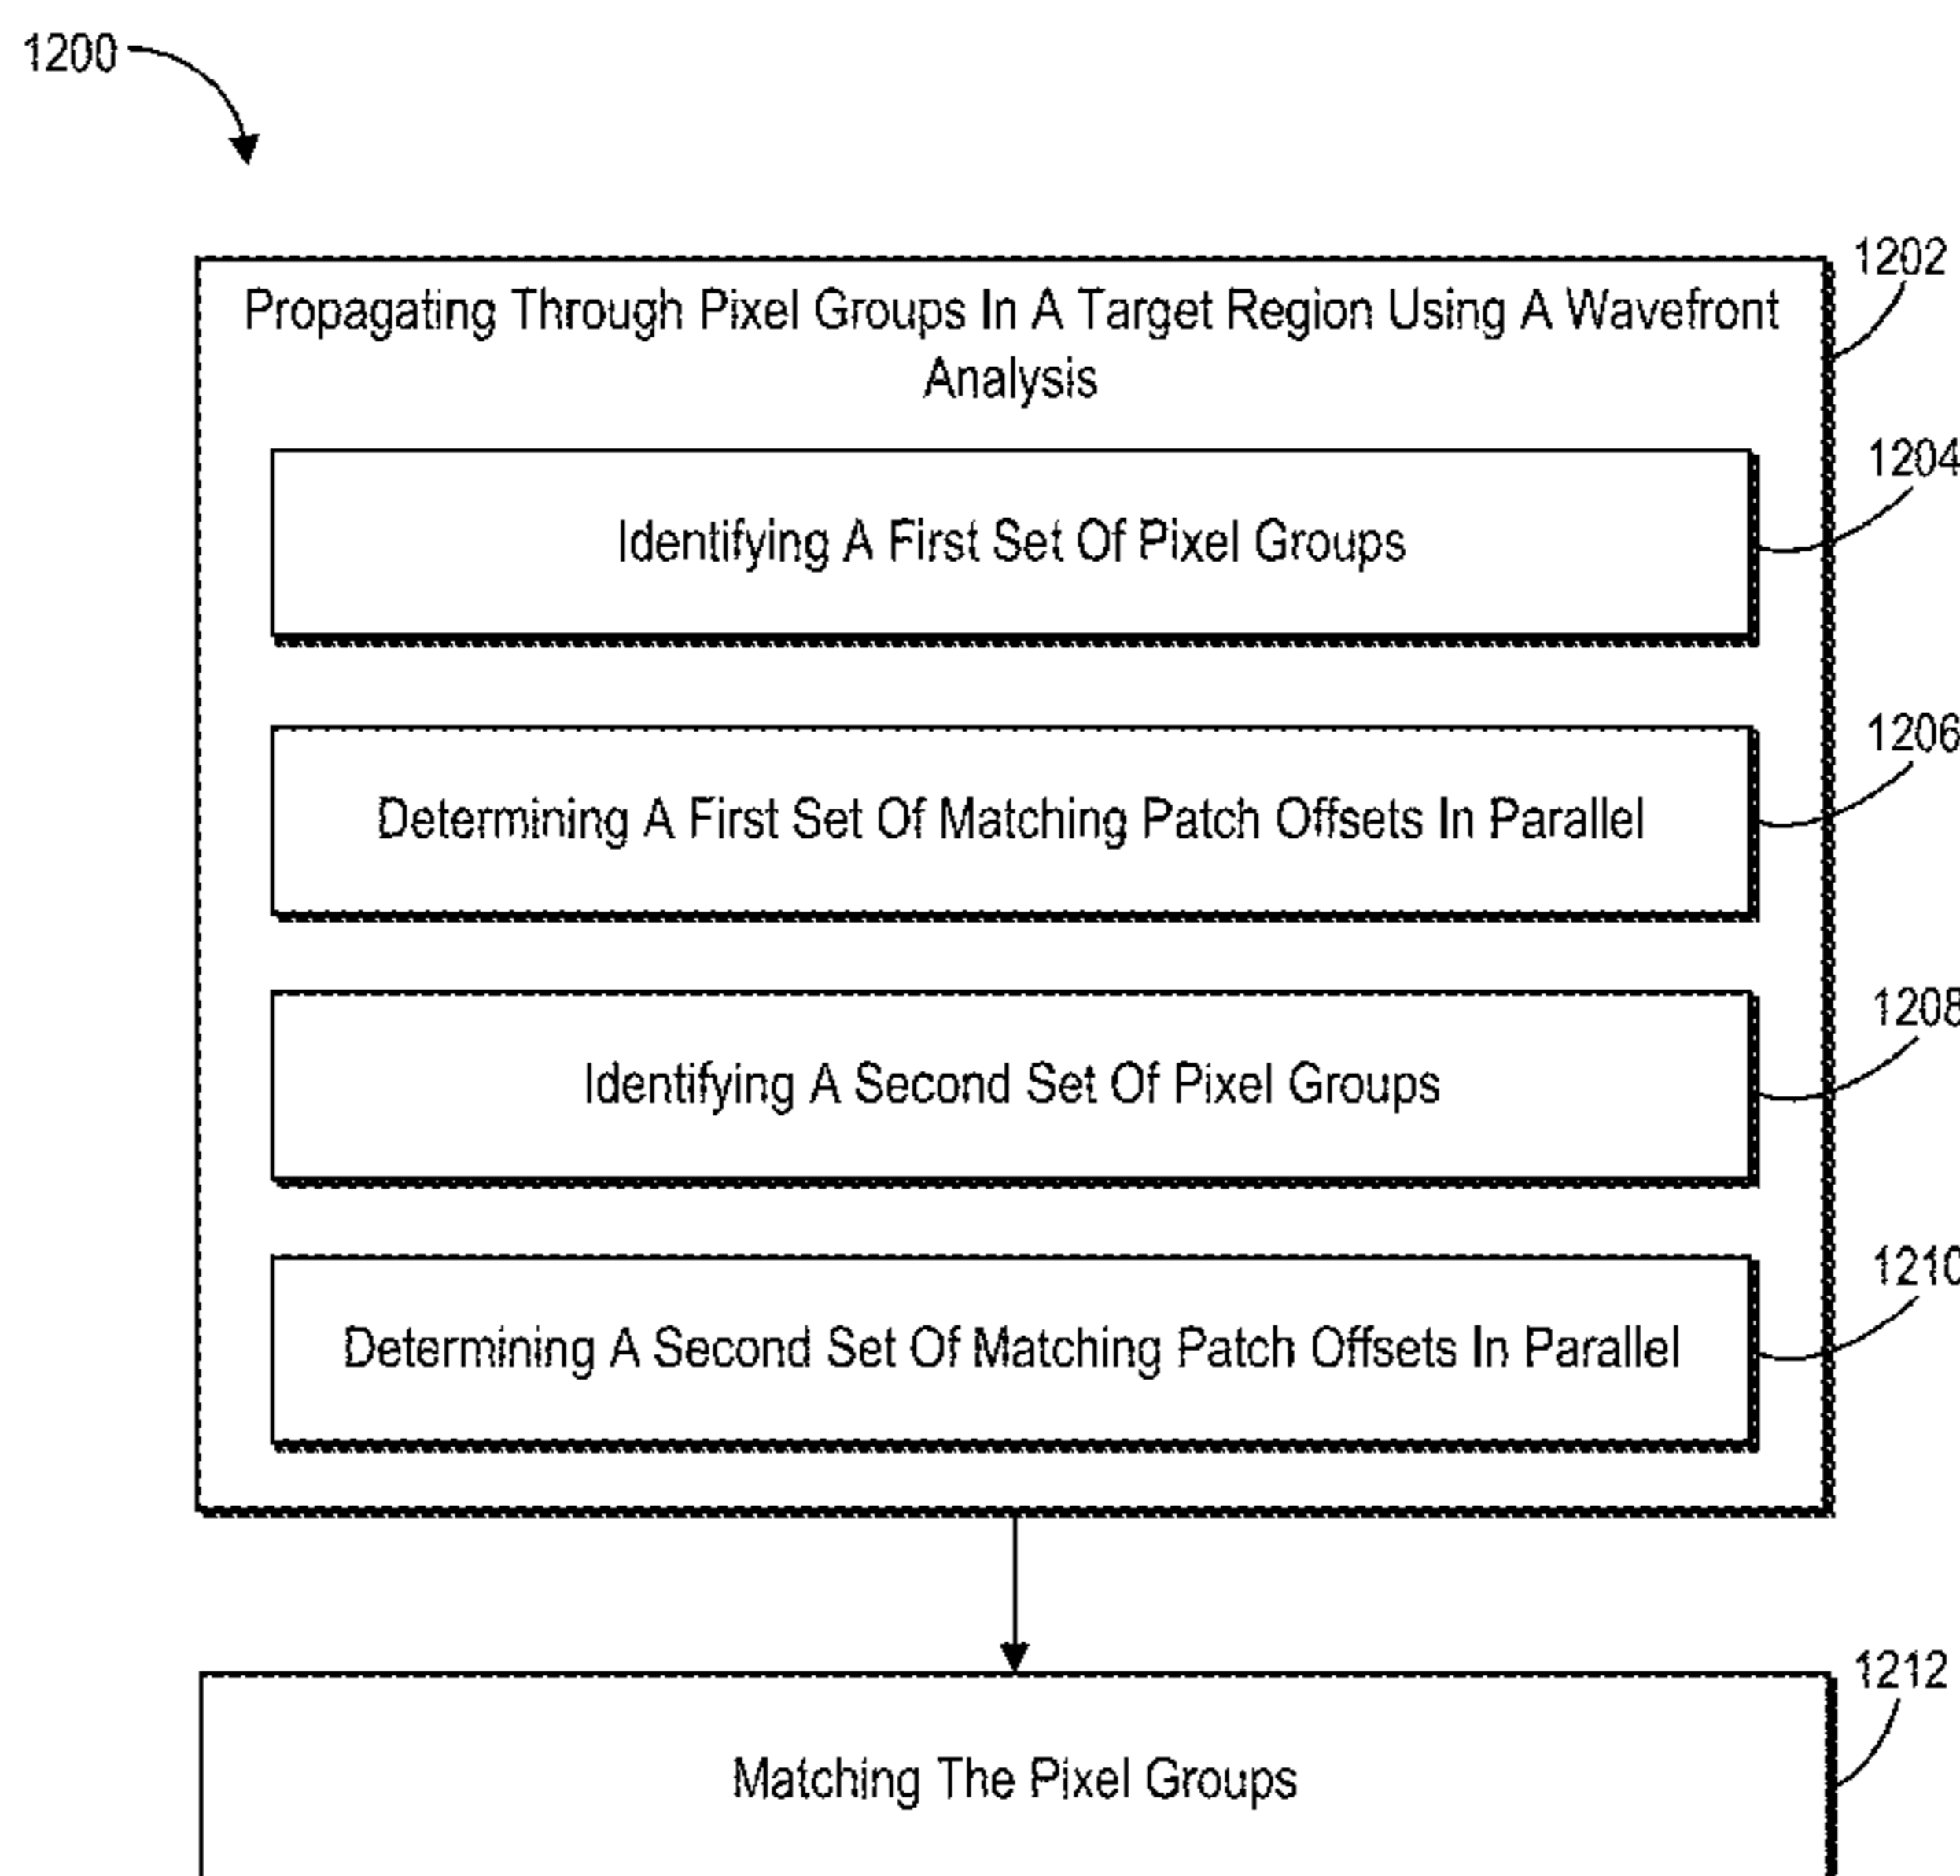 1200
1202
Propagating Through Pixel Groups In A Target Region Using A Wavefront
Analysis
1204
Identifying A First Set Of Pixel Groups
1206
Determining A First Set Of Matching Patch Offsets In Parallel
1208
Identifying A Second Set Of Pixel Groups
1210
Determining A Second Set Of Matching Patch Offsets In Parallel
1212
Matching The Pixel Groups